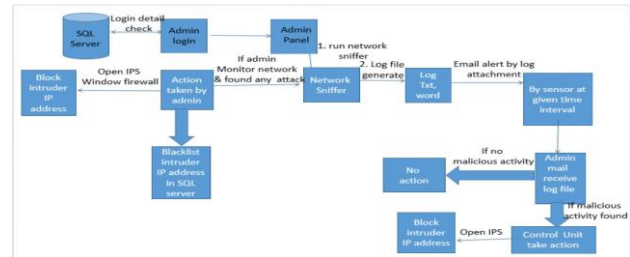 Login detail
check
SQL
Server
Admin
login
Admin
Panel
1. run network
sniffer
If admin
Monitor network
& found any attack
Open IPS
Window firewall
Block
intruder
IP
address
Action
taken by
admin
Network
Sniffer
2. Log file
generate
Log
Txt,
word
Email alert by log
attachment
By sensor at
given time
interval
Blacklist
intruder
IP address
in SQL
server
If no
malicious activity
No
action
Admin
mail
receive
log file
If malicious
activity found
Block
intruder
IP address
Open IPS
Control Unit
take action